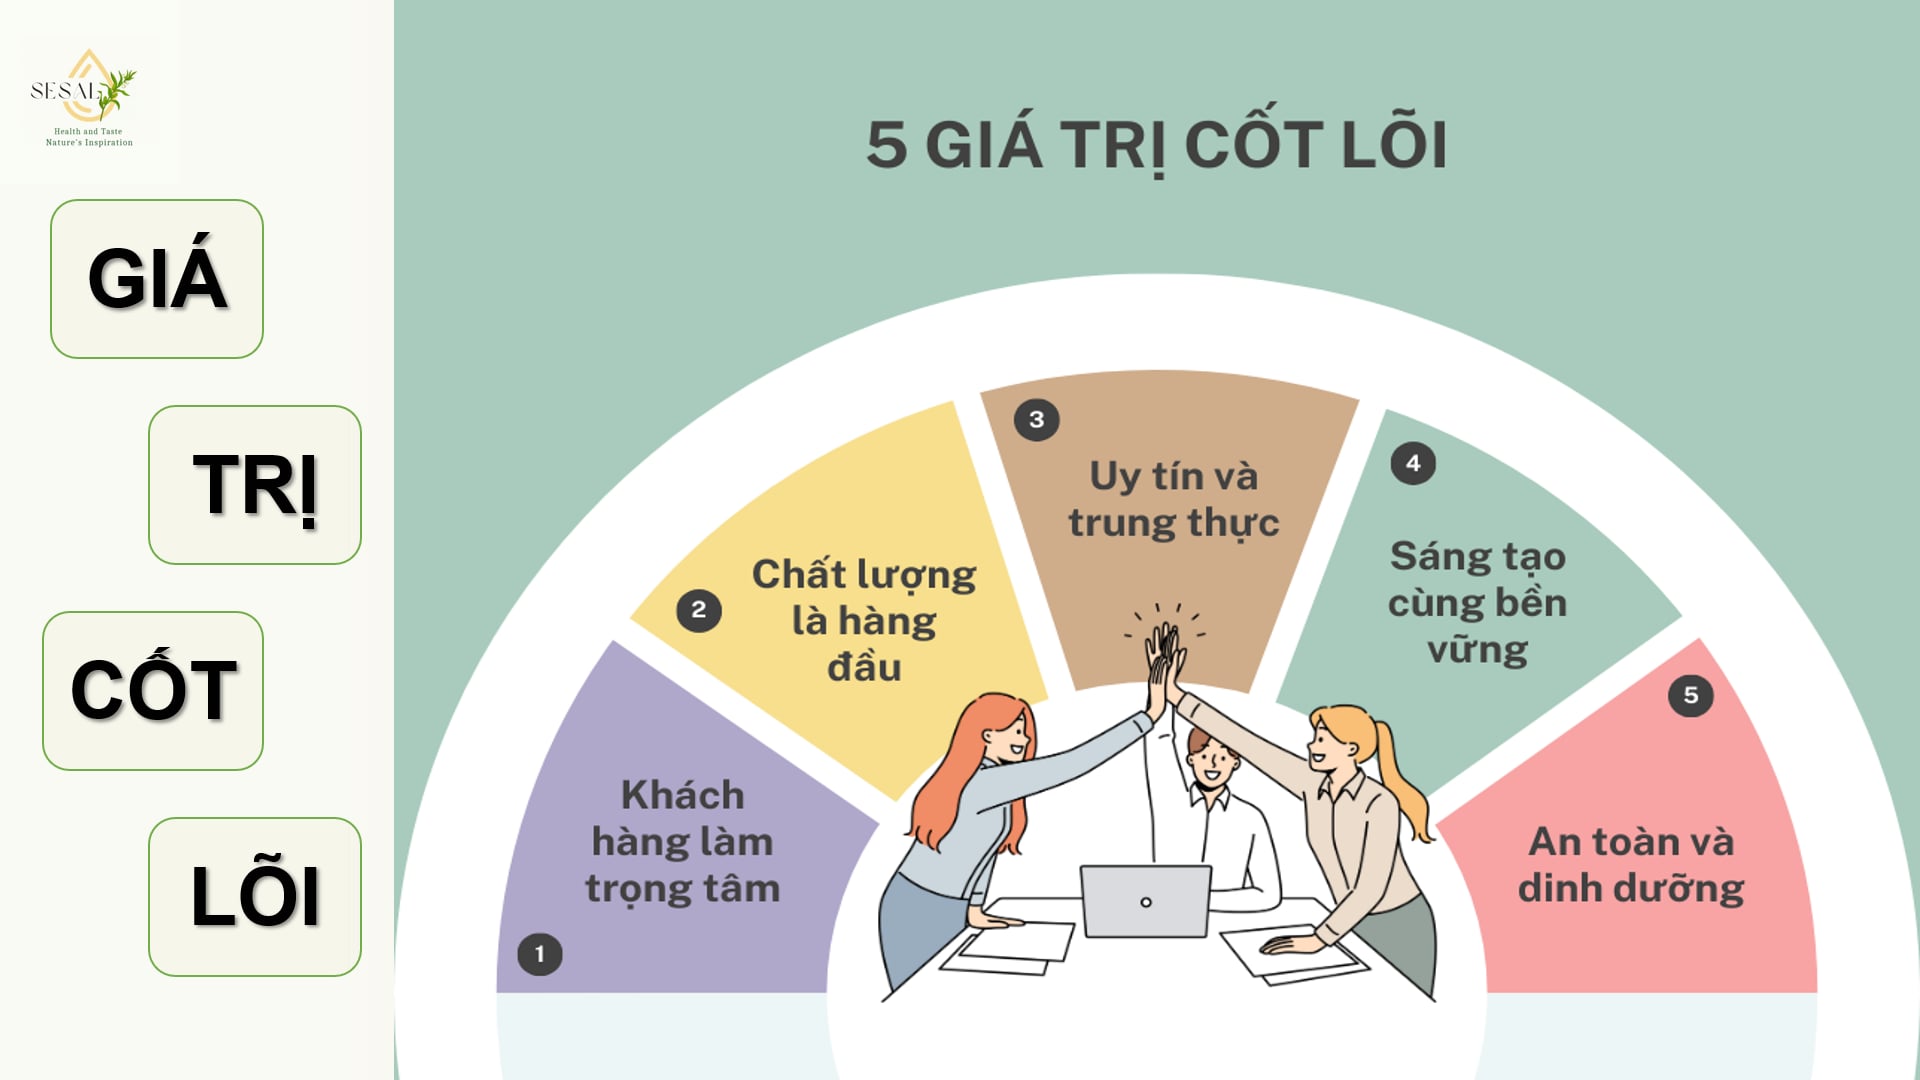 SESAL
Health and Taste
Nature's Inspiration
GIÁ
TRỊ
CỐT
LÕI
5 GIÁ TRỊ CỐT LÕI
1
Khách
hàng làm
trọng tâm
2
Chất lượng
là hàng
đầu
3
Uy tín và
trung thực
4
Sáng tạo
cùng bền
vững
5
An toàn và
dinh dưỡng